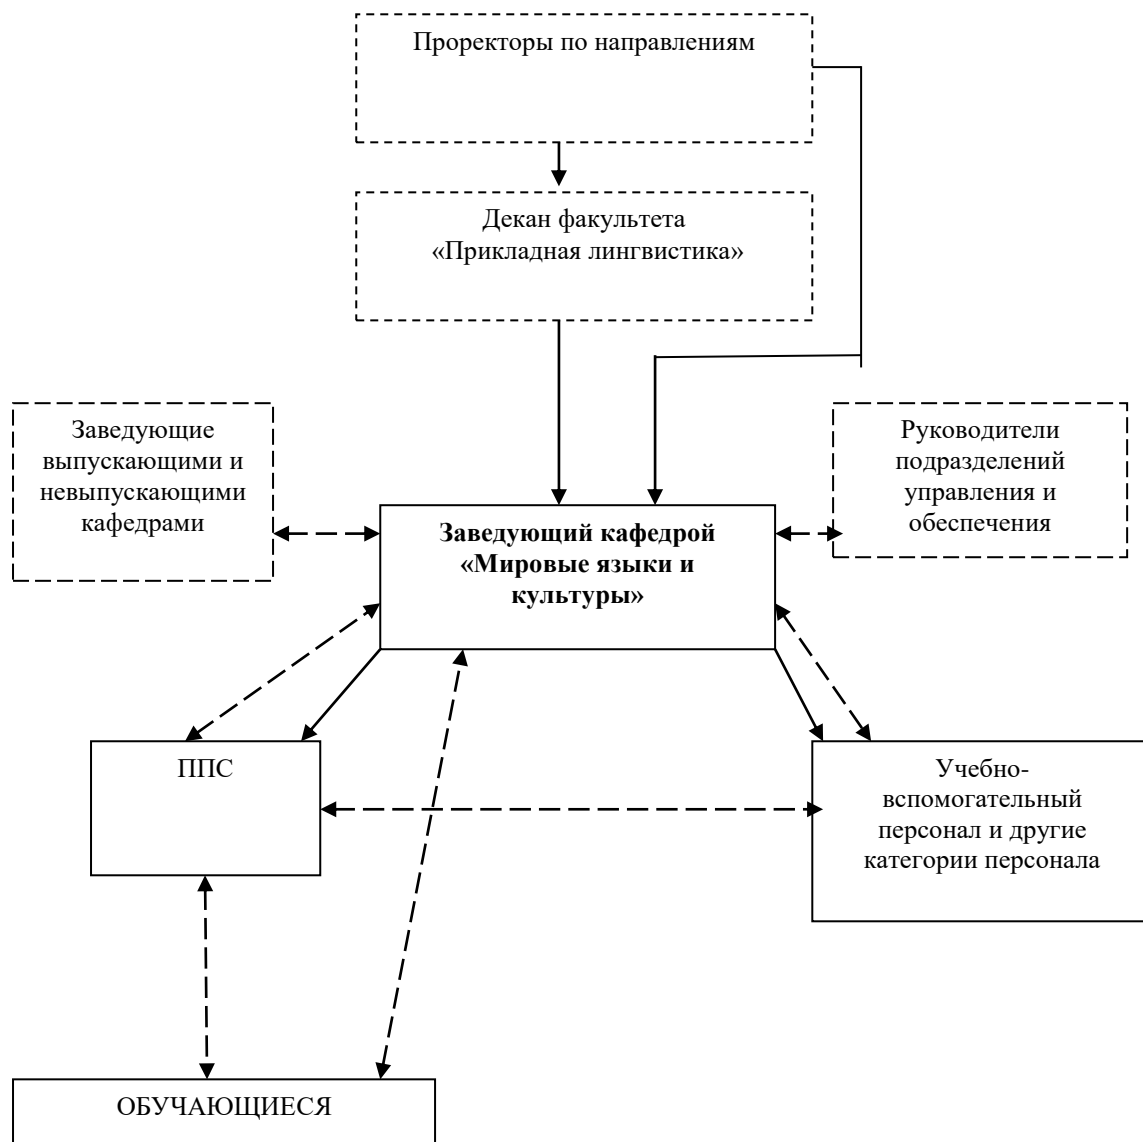 Проректоры по направлениям
Декан факультета
«Прикладная лингвистика»
Заведующие
выпускающими и
невыпускающими
кафедрами
Руководители
подразделений
управления и
обеспечения
Заведующий кафедрой
«Мировые языки и
культуры»
ППС
Учебно-
вспомогательный
персонал и другие
категории персонала
ОБУЧАЮЩИЕСЯ